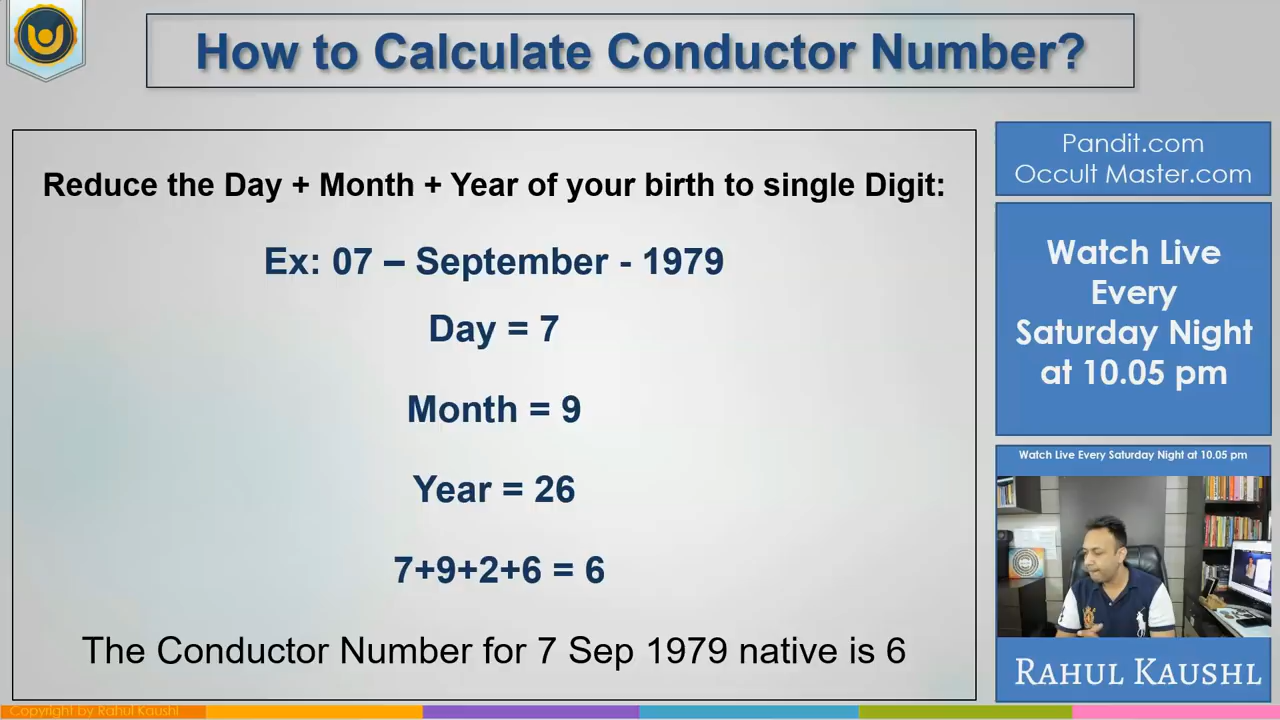 How to Calculate Conductor Number?
Reduce the Day + Month + Year of your birth to single Digit:
Ex: 07 – September - 1979
Day = 7
Month = 9
Year = 26
7+9+2+6 = 6
The Conductor Number for 7 Sep 1979 native is 6
Pandit.com
Occult Master.com
Watch Live
Every
Saturday Night
at 10.05 pm
Watch Live Every Saturday Night at 10.05 pm
RAHUL KAUSHL
Copyright by Rahul Kaushl